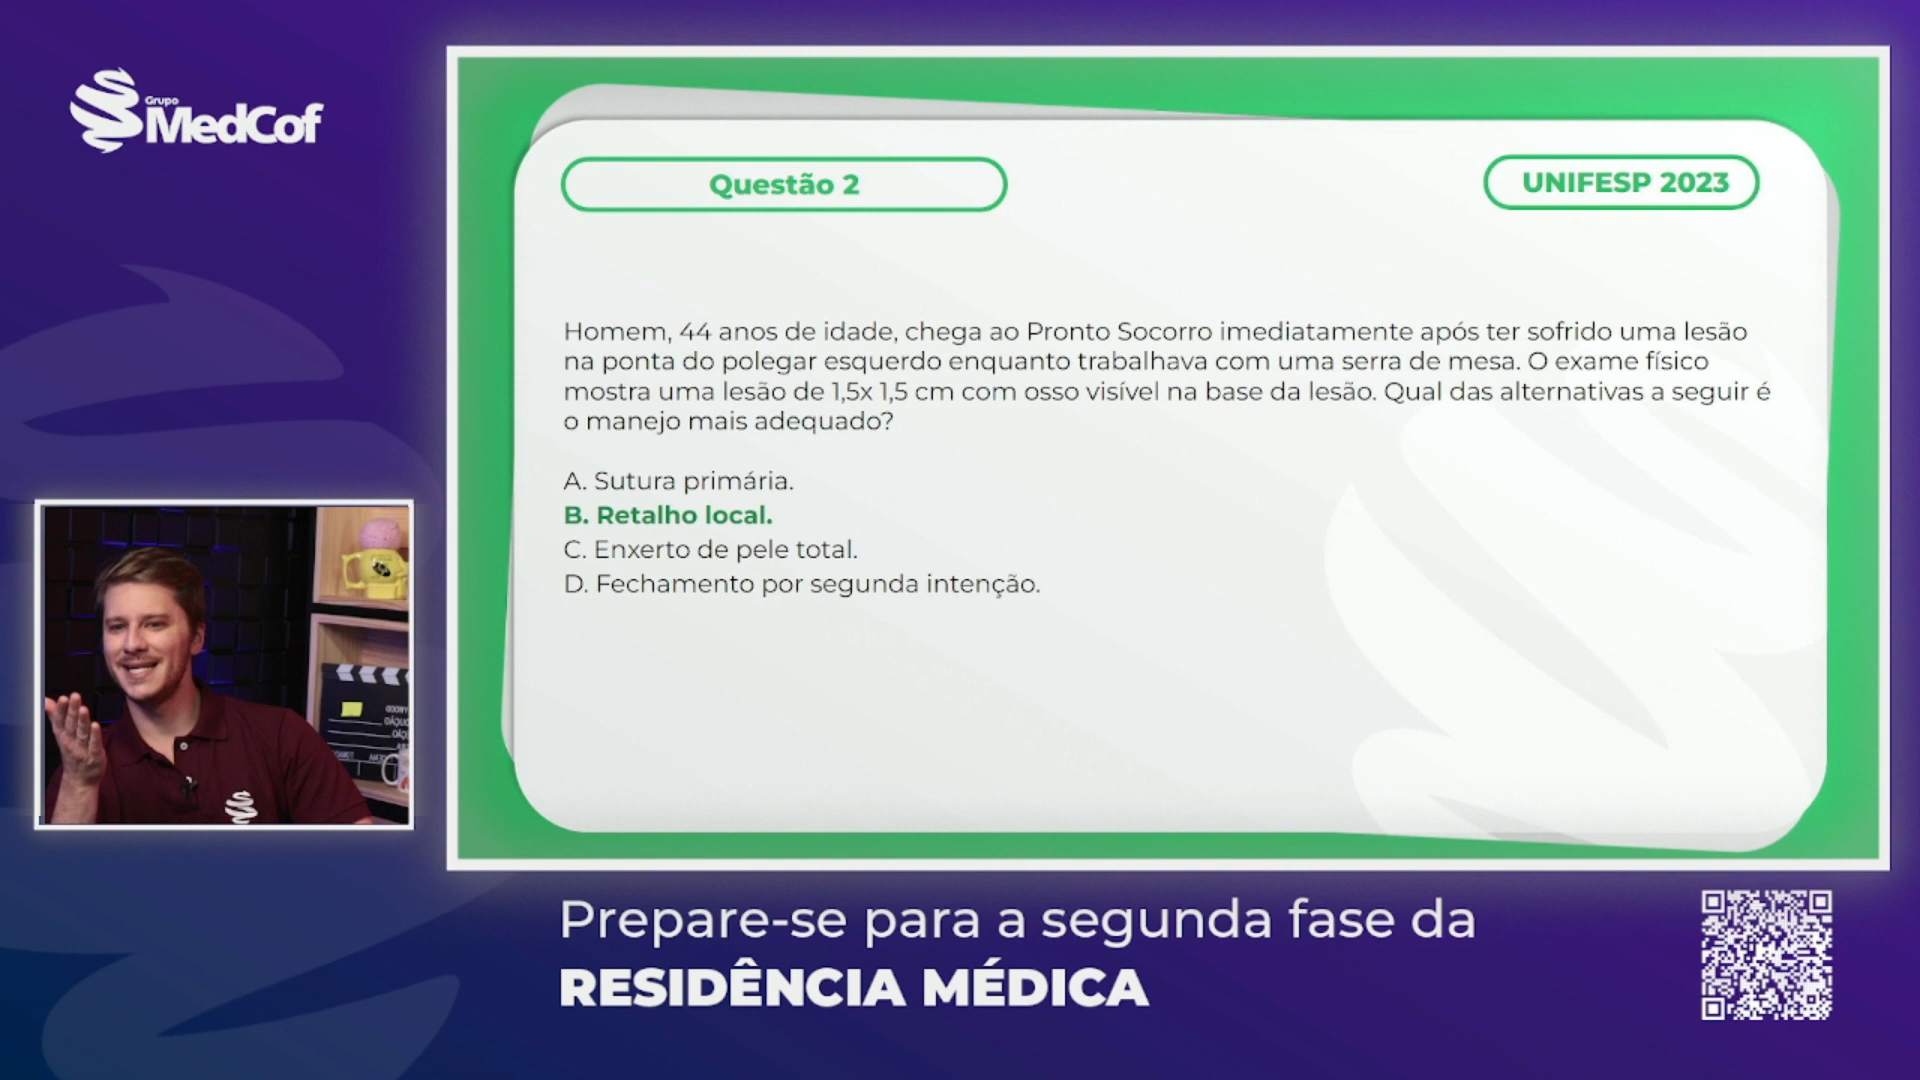 Grupo
MedCof
Questão 2
UNIFESP 2023
Homem, 44 anos de idade, chega ao Pronto Socorro imediatamente após ter sofrido uma lesão
na ponta do polegar esquerdo enquanto trabalhava com uma serra de mesa. O exame físico
mostra uma lesão de 1,5x 1,5 cm com osso visível na base da lesão. Qual das alternativas a seguir é
o manejo mais adequado?
A. Sutura primária.
B. Retalho local.
C. Enxerto de pele total.
D. Fechamento por segunda intenção.
Prepare-se para a segunda fase da
RESIDÊNCIA MÉDICA